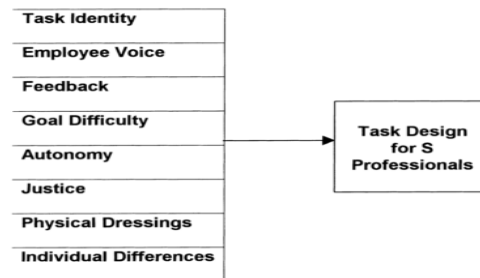 Task Identity
Employee Voice
Feedback
Goal Difficulty
Autonomy
Justice
Physical Dressings
Individual Differences
Task Design
for S
Professionals